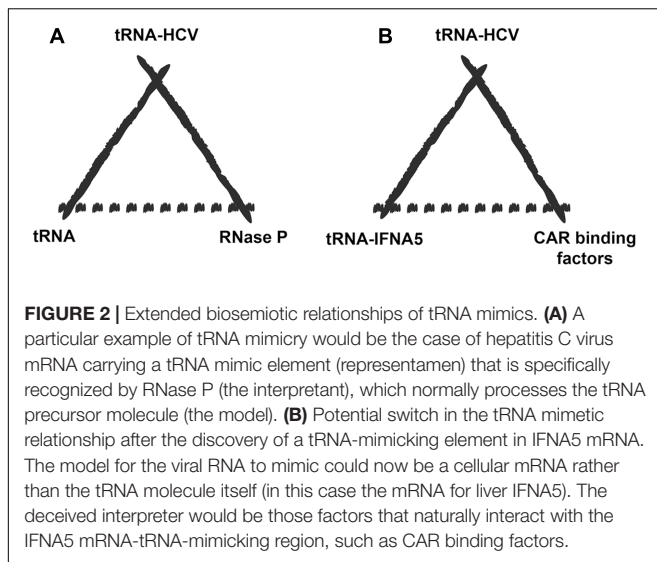 A
B
tRNA-HCV
tRNA-HCV
tRNA
RNase P
tRNA-IFNA5
CAR binding
factors
FIGURE 2 | Extended biosemiotic relationships of tRNA mimics. (A) A
particular example of tRNA mimicry would be the case of hepatitis C virus
mRNA carrying a tRNA mimic element (representamen) that is specifically
recognized by RNase P (the interpretant), which normally processes the tRNA
precursor molecule (the model). (B) Potential switch in the tRNA mimetic
relationship after the discovery of a tRNA-mimicking element in IFNA5 mRNA.
The model for the viral RNA to mimic could now be a cellular mRNA rather
than the tRNA molecule itself (in this case the mRNA for liver IFNA5). The
deceived interpreter would be those factors that naturally interact with the
IFNA5 mRNA-tRNA-mimicking region, such as CAR binding factors.